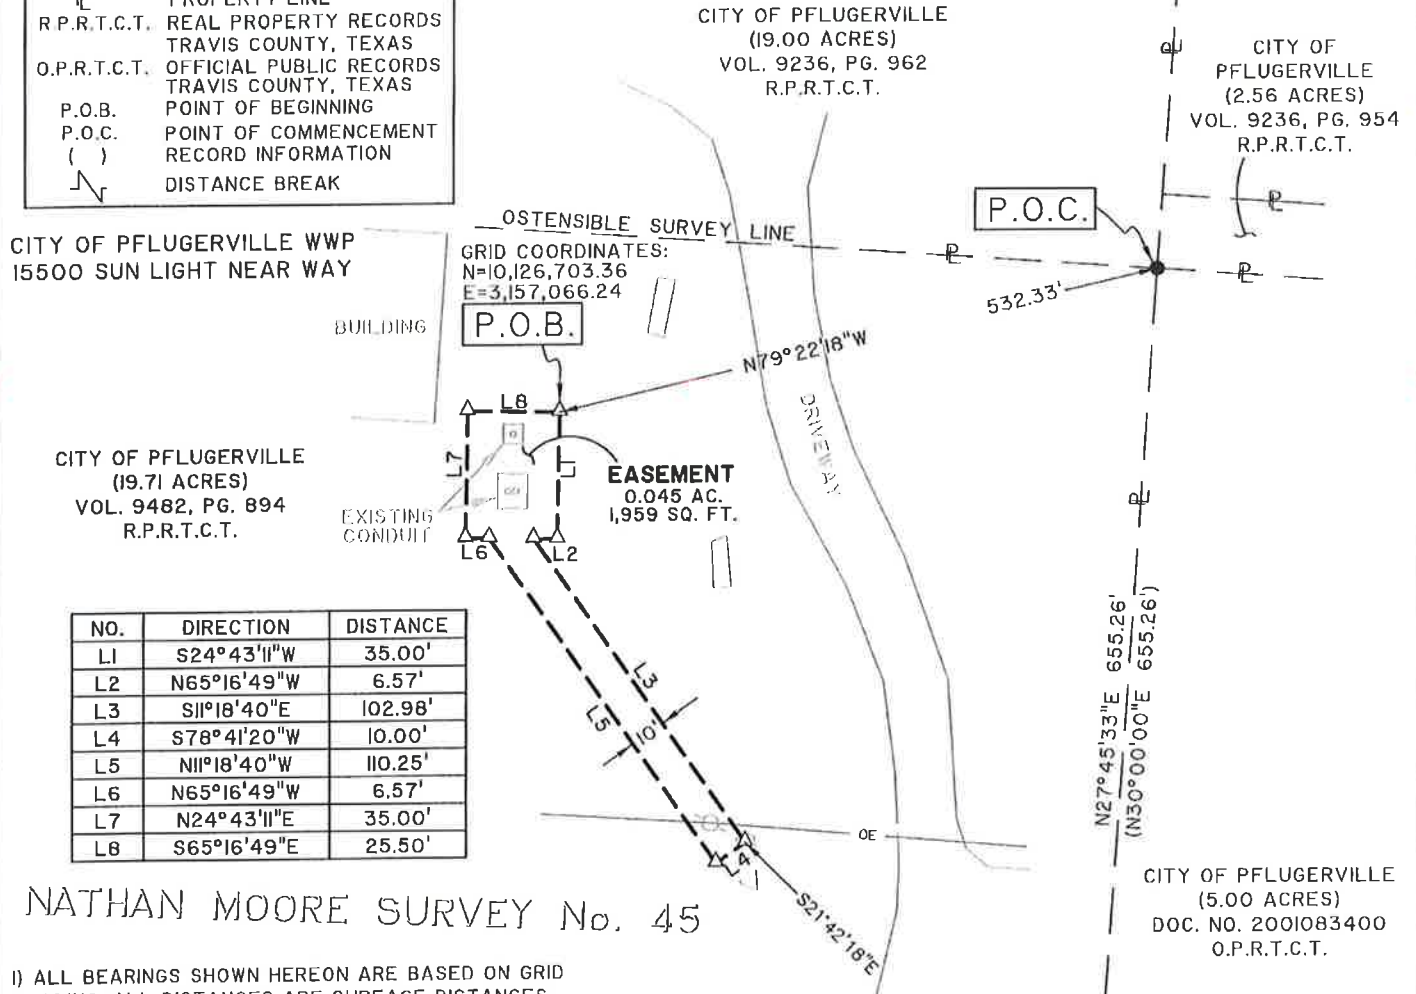 PROPERTY LINE
R.P.R.T.C.T. REAL PROPERTY RECORDS
TRAVIS COUNTY, TEXAS
O.P.R.T.C.T. OFFICIAL PUBLIC RECORDS
TRAVIS COUNTY, TEXAS
P.O.B. POINT OF BEGINNING
P.O.C. POINT OF COMMENCEMENT
( ) RECORD INFORMATION
DISTANCE BREAK
CITY OF PFLUGERVILLE
(19.00 ACRES)
VOL. 9236, PG. 962
R.P.R.T.C.T.
CITY OF
PFLUGERVILLE
(2.56 ACRES)
VOL. 9236, PG. 954
R.P.R.T.C.T.
P.O.C.
532.33'
OSTENSIBLE SURVEY LINE
CITY OF PFLUGERVILLE WWP
15500 SUN LIGHT NEAR WAY
GRID COORDINATES:
N=10,126,703.36
E=3,157,066.24
P.O.B.
BUILDING
N79°22'18"W
DRIVEWAY
L8
L7
L1
EASEMENT
0.045 AC.
1,959 SQ. FT.
CITY OF PFLUGERVILLE
(19.71 ACRES)
VOL. 9482, PG. 894
R.P.R.T.C.T.
EXISTING
CONDUIT
L6
L2
L3
L5
10'
L4
OE
S21°42'18"E
N27°45'33"E 655.26'
(N30°00'00"E 655.26')
NO. DIRECTION DISTANCE
L1 S24°43'11"W 35.00'
L2 N65°16'49"W 6.57'
L3 S11°18'40"E 102.98'
L4 S78°41'20"W 10.00'
L5 N11°18'40"W 110.25'
L6 N65°16'49"W 6.57'
L7 N24°43'11"E 35.00'
L8 S65°16'49"E 25.50'
NATHAN MOORE SURVEY No. 45
CITY OF PFLUGERVILLE
(5.00 ACRES)
DOC. NO. 2001083400
O.P.R.T.C.T.
1) ALL BEARINGS SHOWN HEREON ARE BASED ON GRID
ALL DISTANCES ARE SURFACE DISTANCES